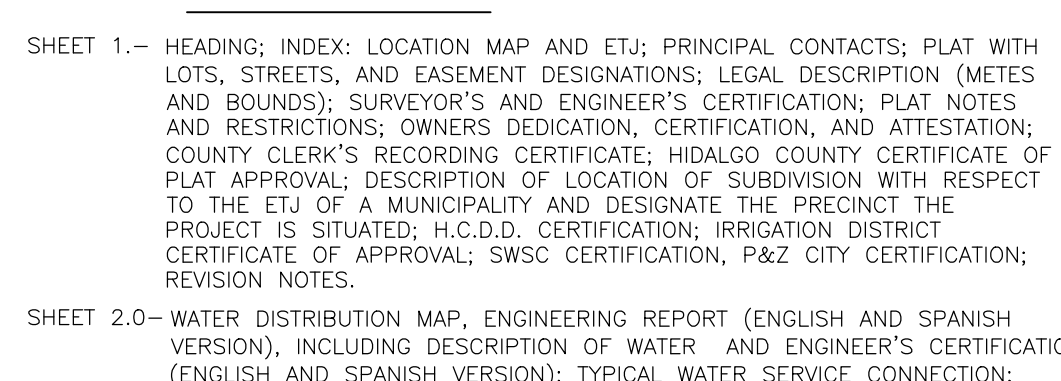 SHEET 1.– HEADING; INDEX: LOCATION MAP AND ETJ; PRINCIPAL CONTACTS; PLAT WITH
LOTS, STREETS, AND EASEMENT DESIGNATIONS; LEGAL DESCRIPTION (METES
AND BOUNDS); SURVEYOR'S AND ENGINEER'S CERTIFICATION; PLAT NOTES
AND RESTRICTIONS; OWNERS DEDICATION, CERTIFICATION, AND ATTESTATION;
COUNTY CLERK'S RECORDING CERTIFICATE; HIDALGO COUNTY CERTIFICATE OF
PLAT APPROVAL; DESCRIPTION OF LOCATION OF SUBDIVISION WITH RESPECT
TO THE ETJ OF A MUNICIPALITY AND DESIGNATE THE PRECINCT THE
PROJECT IS SITUATED; H.C.D.D. CERTIFICATION; IRRIGATION DISTRICT
CERTIFICATE OF APPROVAL; SWSC CERTIFICATION, P&Z CITY CERTIFICATION;
REVISION NOTES.
SHEET 2.0– WATER DISTRIBUTION MAP, ENGINEERING REPORT (ENGLISH AND SPANISH
VERSION), INCLUDING DESCRIPTION OF WATER AND ENGINEER'S CERTIFICATIO
(ENGLISH AND SPANISH VERSION); TYPICAL WATER SERVICE CONNECTION;